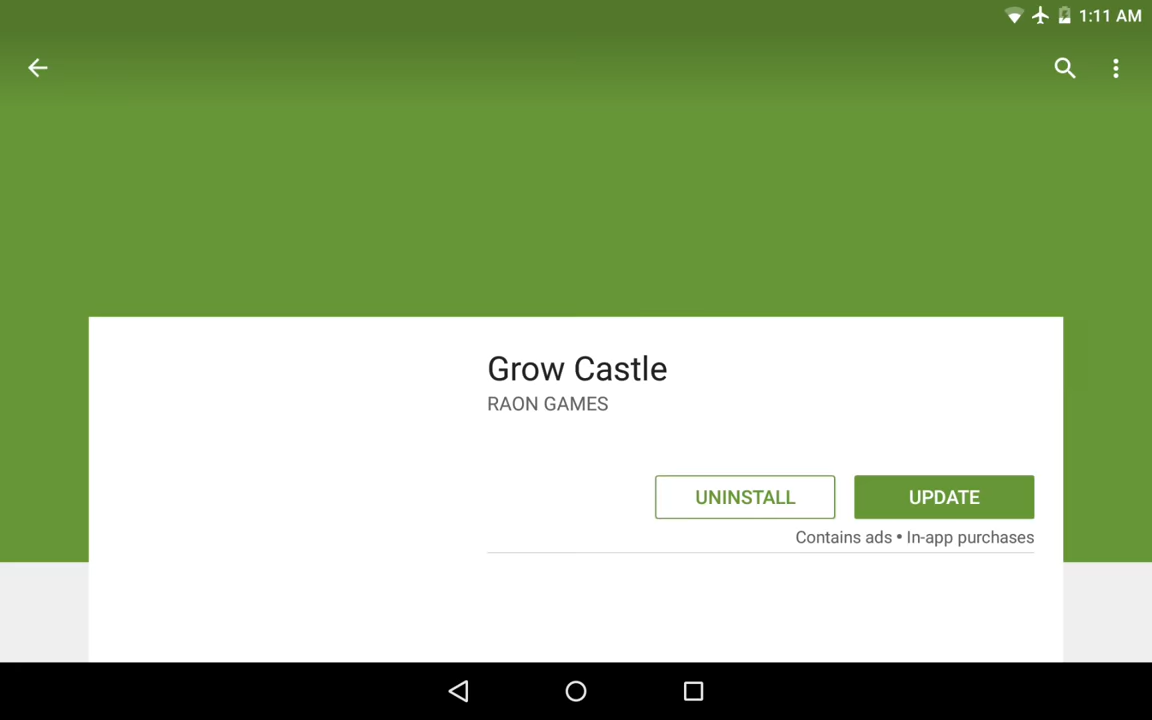 1:11 AM
Grow Castle
RAON GAMES
UNINSTALL
UPDATE
Contains ads • In-app purchases